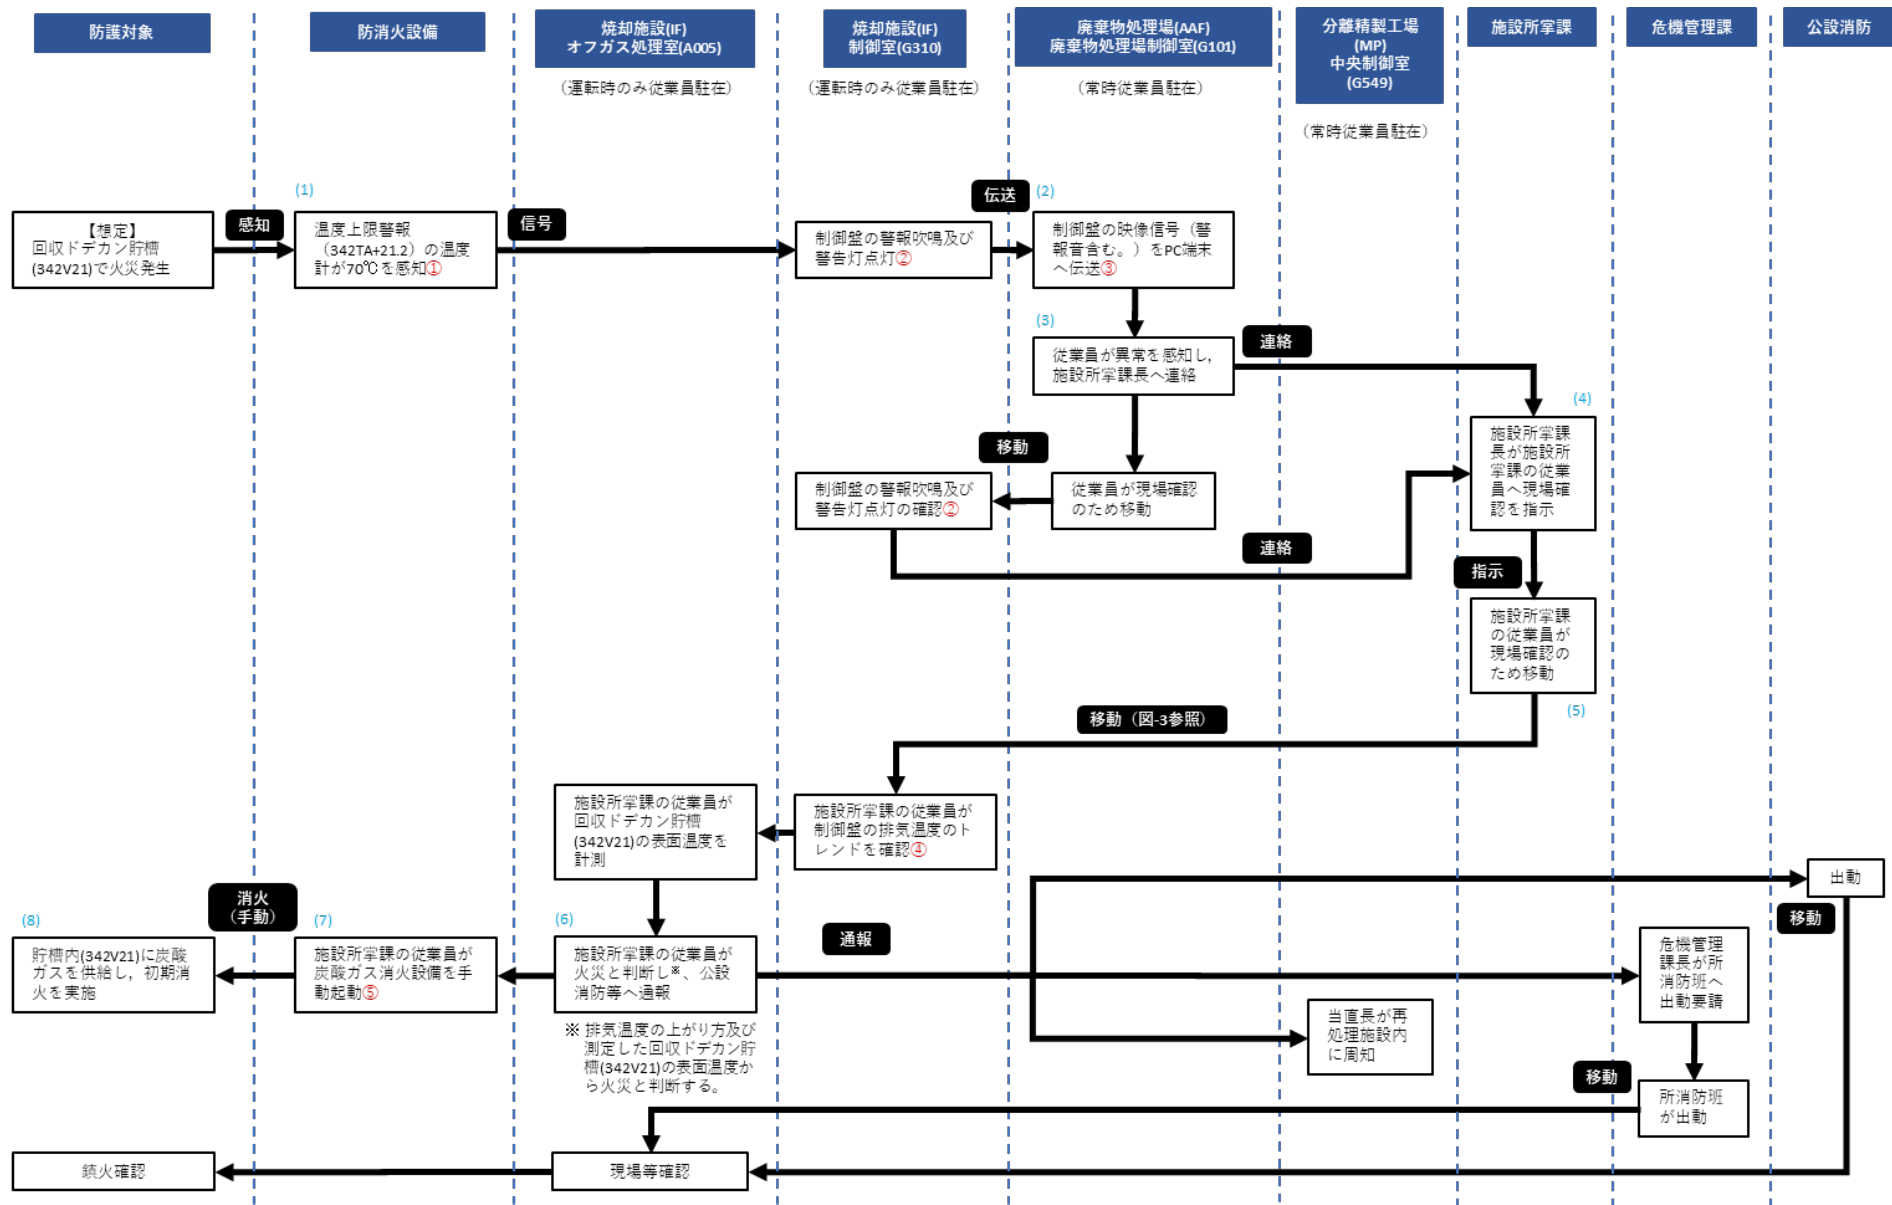 防護対象
防消火設備
焼却施設(IF)
オフガス処理室(A005)
(運転時のみ従業員駐在)
焼却施設(IF)
制御室(G310)
(運転時のみ従業員駐在)
廃棄物処理場(AAF)
廃棄物処理場制御室(G101)
(常時従業員駐在)
分離精製工場
(MP)
中央制御室
(G549)
(常時従業員駐在)
施設所掌課
危機管理課
公設消防
【想定】
回収ドデカン貯槽
(342V21)で火災発生
感知
(1)
温度上限警報
（342TA+21.2）の温度
計が70℃を感知①
信号
制御盤の警報吹鳴及び
警告灯点灯②
伝送
(2)
制御盤の映像信号（警
報音含む。）をPC端末
へ伝送③
(3)
従業員が異常を感知し,
施設所掌課長へ連絡
連絡
(4)
施設所掌課
長が施設所
掌課の従業
員へ現場確
認を指示
移動
従業員が現場確認
のため移動
制御盤の警報吹鳴及び
警告灯点灯の確認②
連絡
指示
施設所掌課
の従業員が
現場確認の
ため移動
(5)
移動（図-3参照）
施設所掌課の従業員が
制御盤の排気温度のト
レンドを確認④
施設所掌課の従業員が
回収ドデカン貯槽
(342V21)の表面温度を
計測
(6)
施設所掌課の従業員が
火災と判断し※、公設
消防等へ通報
※ 排気温度の上がり方及び
測定した回収ドデカン貯
槽(342V21)の表面温度か
ら火災と判断する。
(7)
施設所掌課の従業員が
炭酸ガス消火設備を手
動起動⑤
消火
（手動）
(8)
貯槽内(342V21)に炭酸
ガスを供給し，初期消
火を実施
通報
出動
移動
危機管理
課長が所
消防班へ
出動要請
当直長が再
処理施設内
に周知
移動
所消防班
が出動
現場等確認
鎮火確認